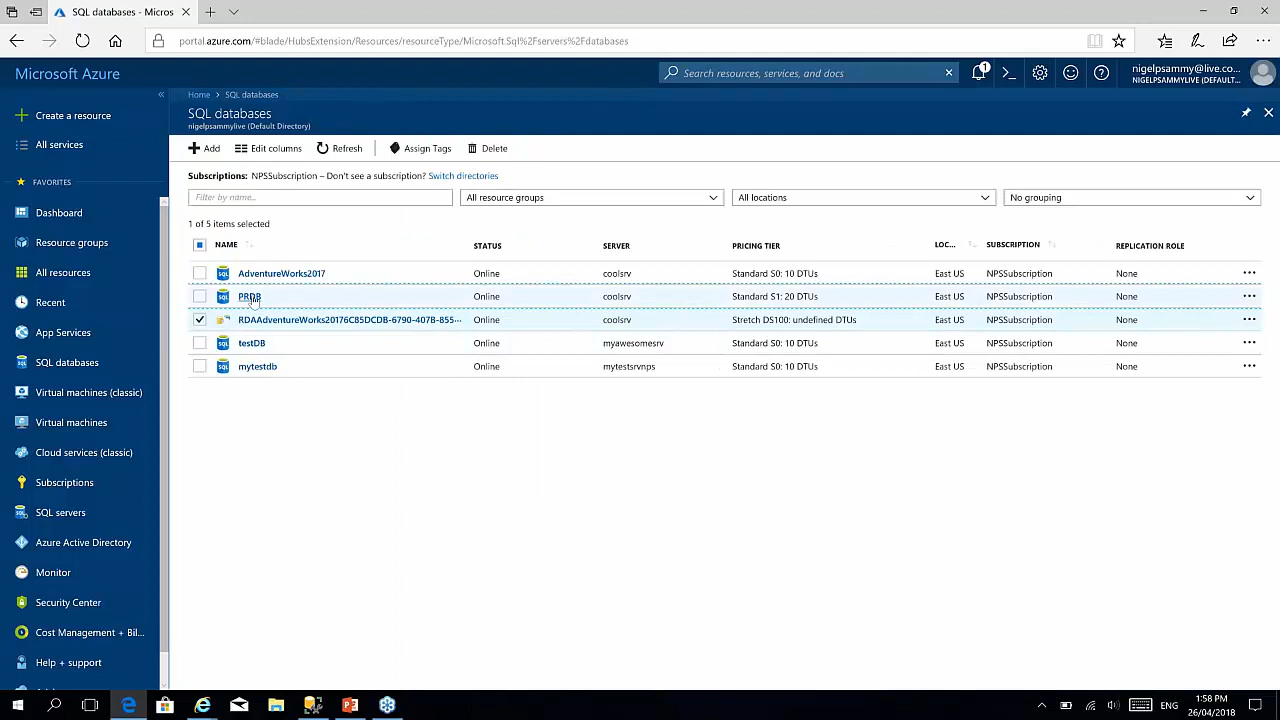 SQL databases - Micros
portal.azure.com/#blade/HubsExtension/Resources/resourceType/Microsoft.Sql%2Fservers%2Fdatabases
Microsoft Azure
Search resources, services, and docs
1
nigelpsammy@live.co...
NIGELPSAMMYLIVE (DEFAULT...
Create a resource
All services
FAVORITES
Dashboard
Resource groups
All resources
Recent
App Services
SQL databases
Virtual machines (classic)
Virtual machines
Cloud services (classic)
Subscriptions
SQL servers
Azure Active Directory
Monitor
Security Center
Cost Management + Bil...
Help + support
Home > SQL databases
SQL databases
nigelpsammylive (Default Directory)
Add Edit columns Refresh Assign Tags Delete
Subscriptions: NPSSubscription – Don't see a subscription? Switch directories
Filter by name... All resource groups All locations No grouping
1 of 5 items selected
NAME STATUS SERVER PRICING TIER LOC... SUBSCRIPTION REPLICATION ROLE
SQL AdventureWorks2017 Online coolsrv Standard S0: 10 DTUs East US NPSSubscription None ...
SQL PRDB Online coolsrv Standard S1: 20 DTUs East US NPSSubscription None ...
RDAAdventureWorks20176C85DCDB-6790-407B-855... Online coolsrv Stretch DS100: undefined DTUs East US NPSSubscription None ...
SQL testDB Online myawesomesrv Standard S0: 10 DTUs East US NPSSubscription None ...
SQL mytestdb Online mytestsrvnps Standard S0: 10 DTUs East US NPSSubscription None ...
ENG
1:58 PM
26/04/2018